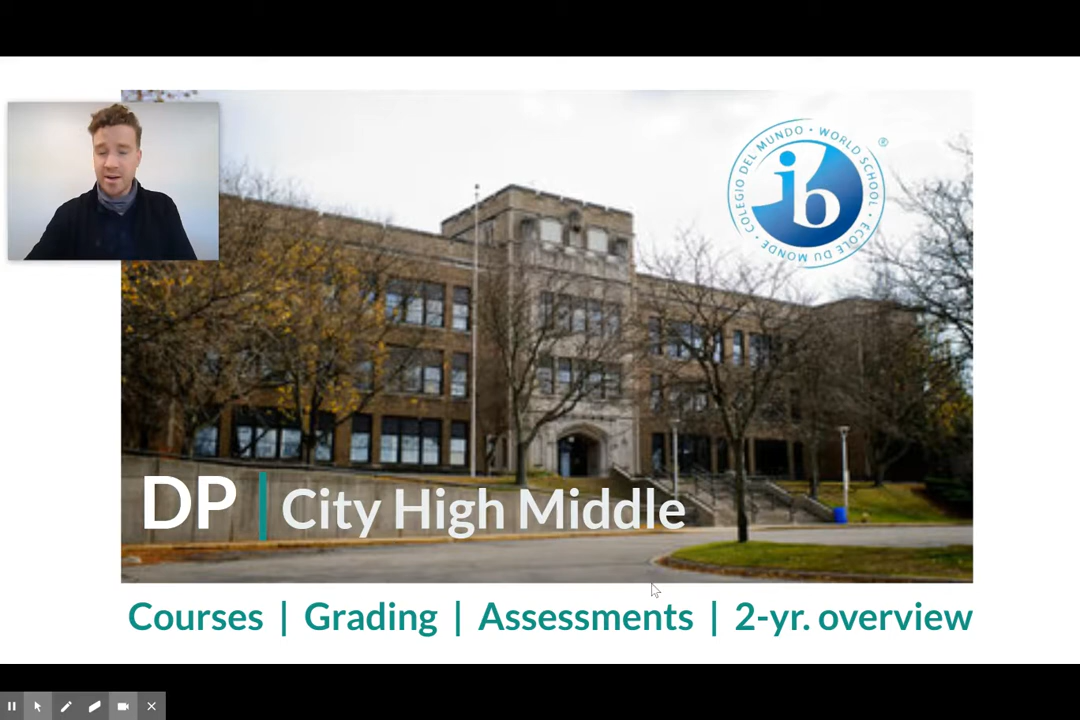 COLEGIO DEL MUNDO · WORLD SCHOOL · ÉCOLE DU MONDE ·
®
ib
DP | City High Middle
Courses | Grading | Assessments | 2-yr. overview